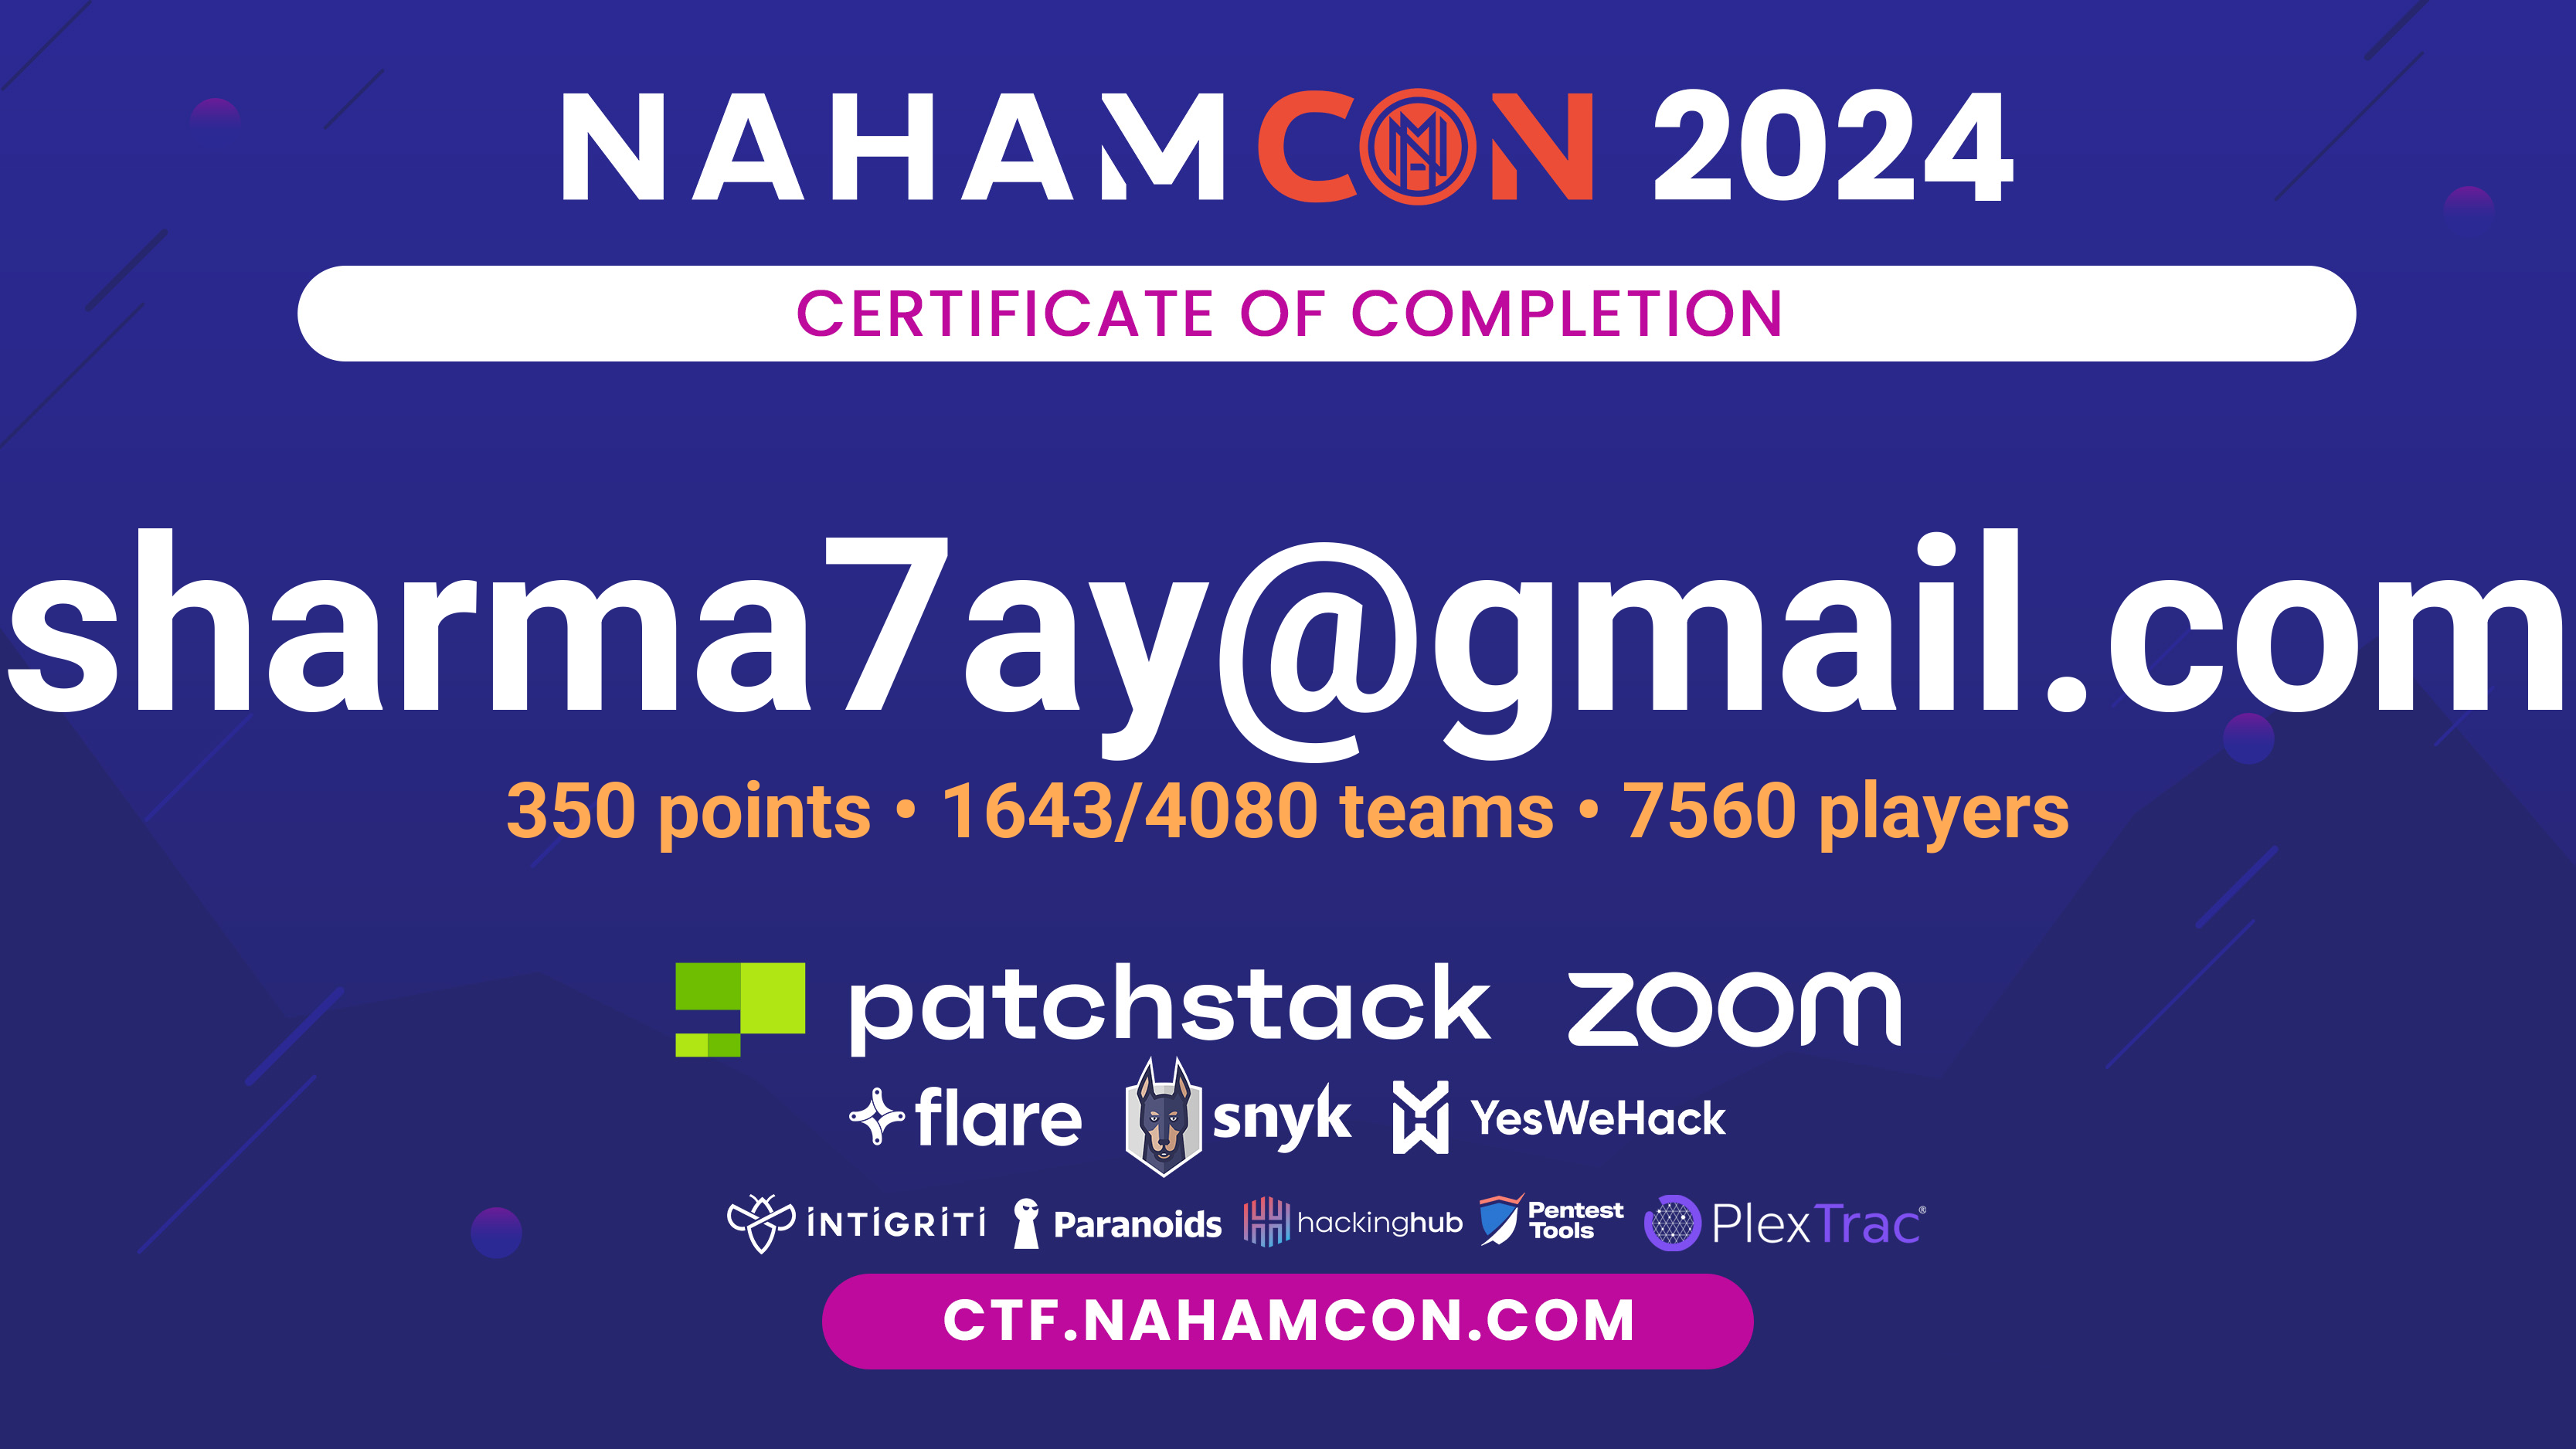 NAHAMCON 2024
CERTIFICATE OF COMPLETION
sharma7ay@gmail.com
350 points • 1643/4080 teams • 7560 players
patchstack zoom
flare snyk YesWeHack
INTIGRITI Paranoids hackinghub Pentest Tools PlexTrac®
CTF.NAHAMCON.COM